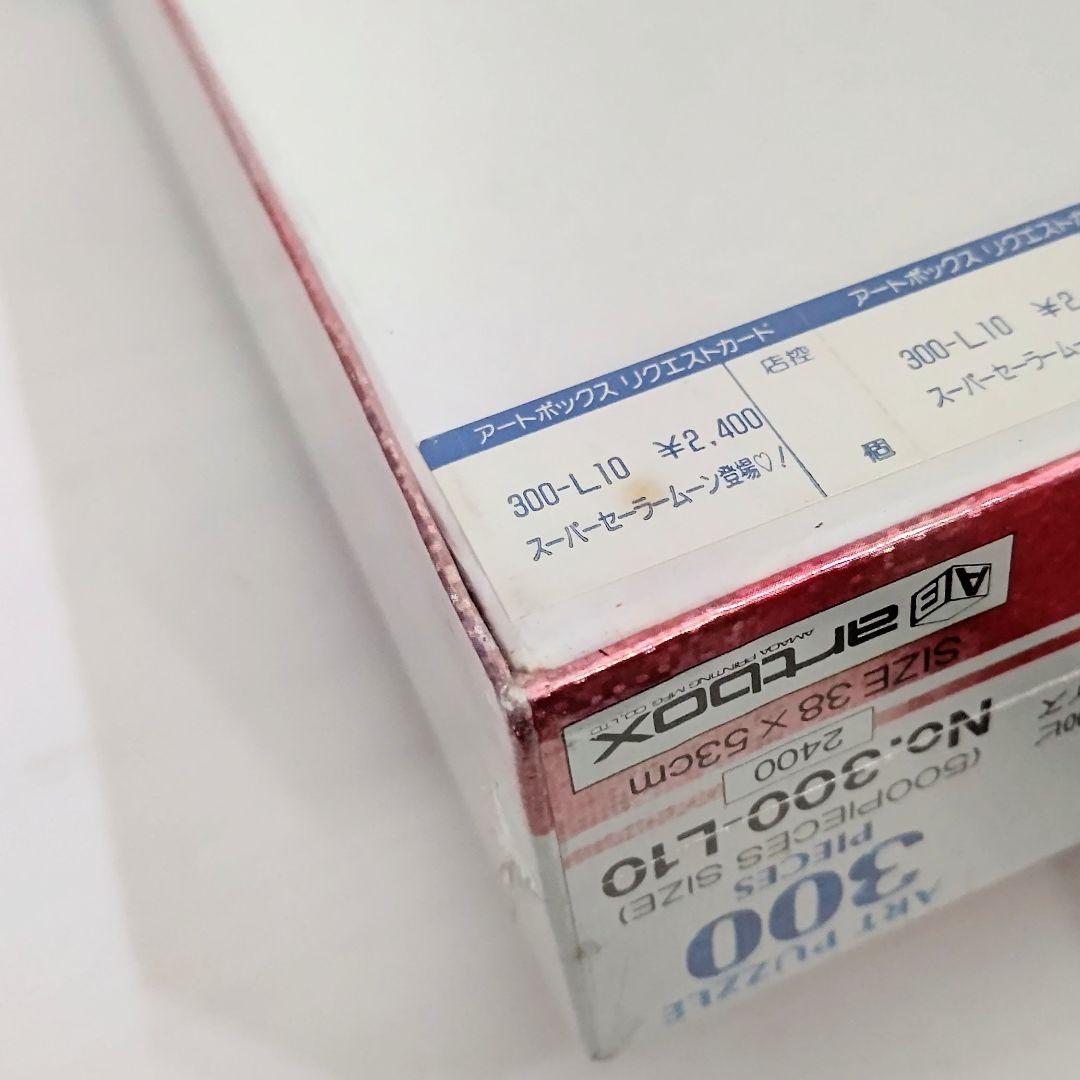 アートボックス リクエストカード
300-L10 ¥2,400
スーパーセーラームーン登場♡!
店控
個
アートボックス リクエスト
300-L10 ¥2
スーパーセーラームー
AB artbox
AMADA PRINTING MFG CO.,LTD.
SIZE 38 × 53cm
2400
No.300-L10
(500PIECES SIZE)
300
PIECES
ART PUZZLE